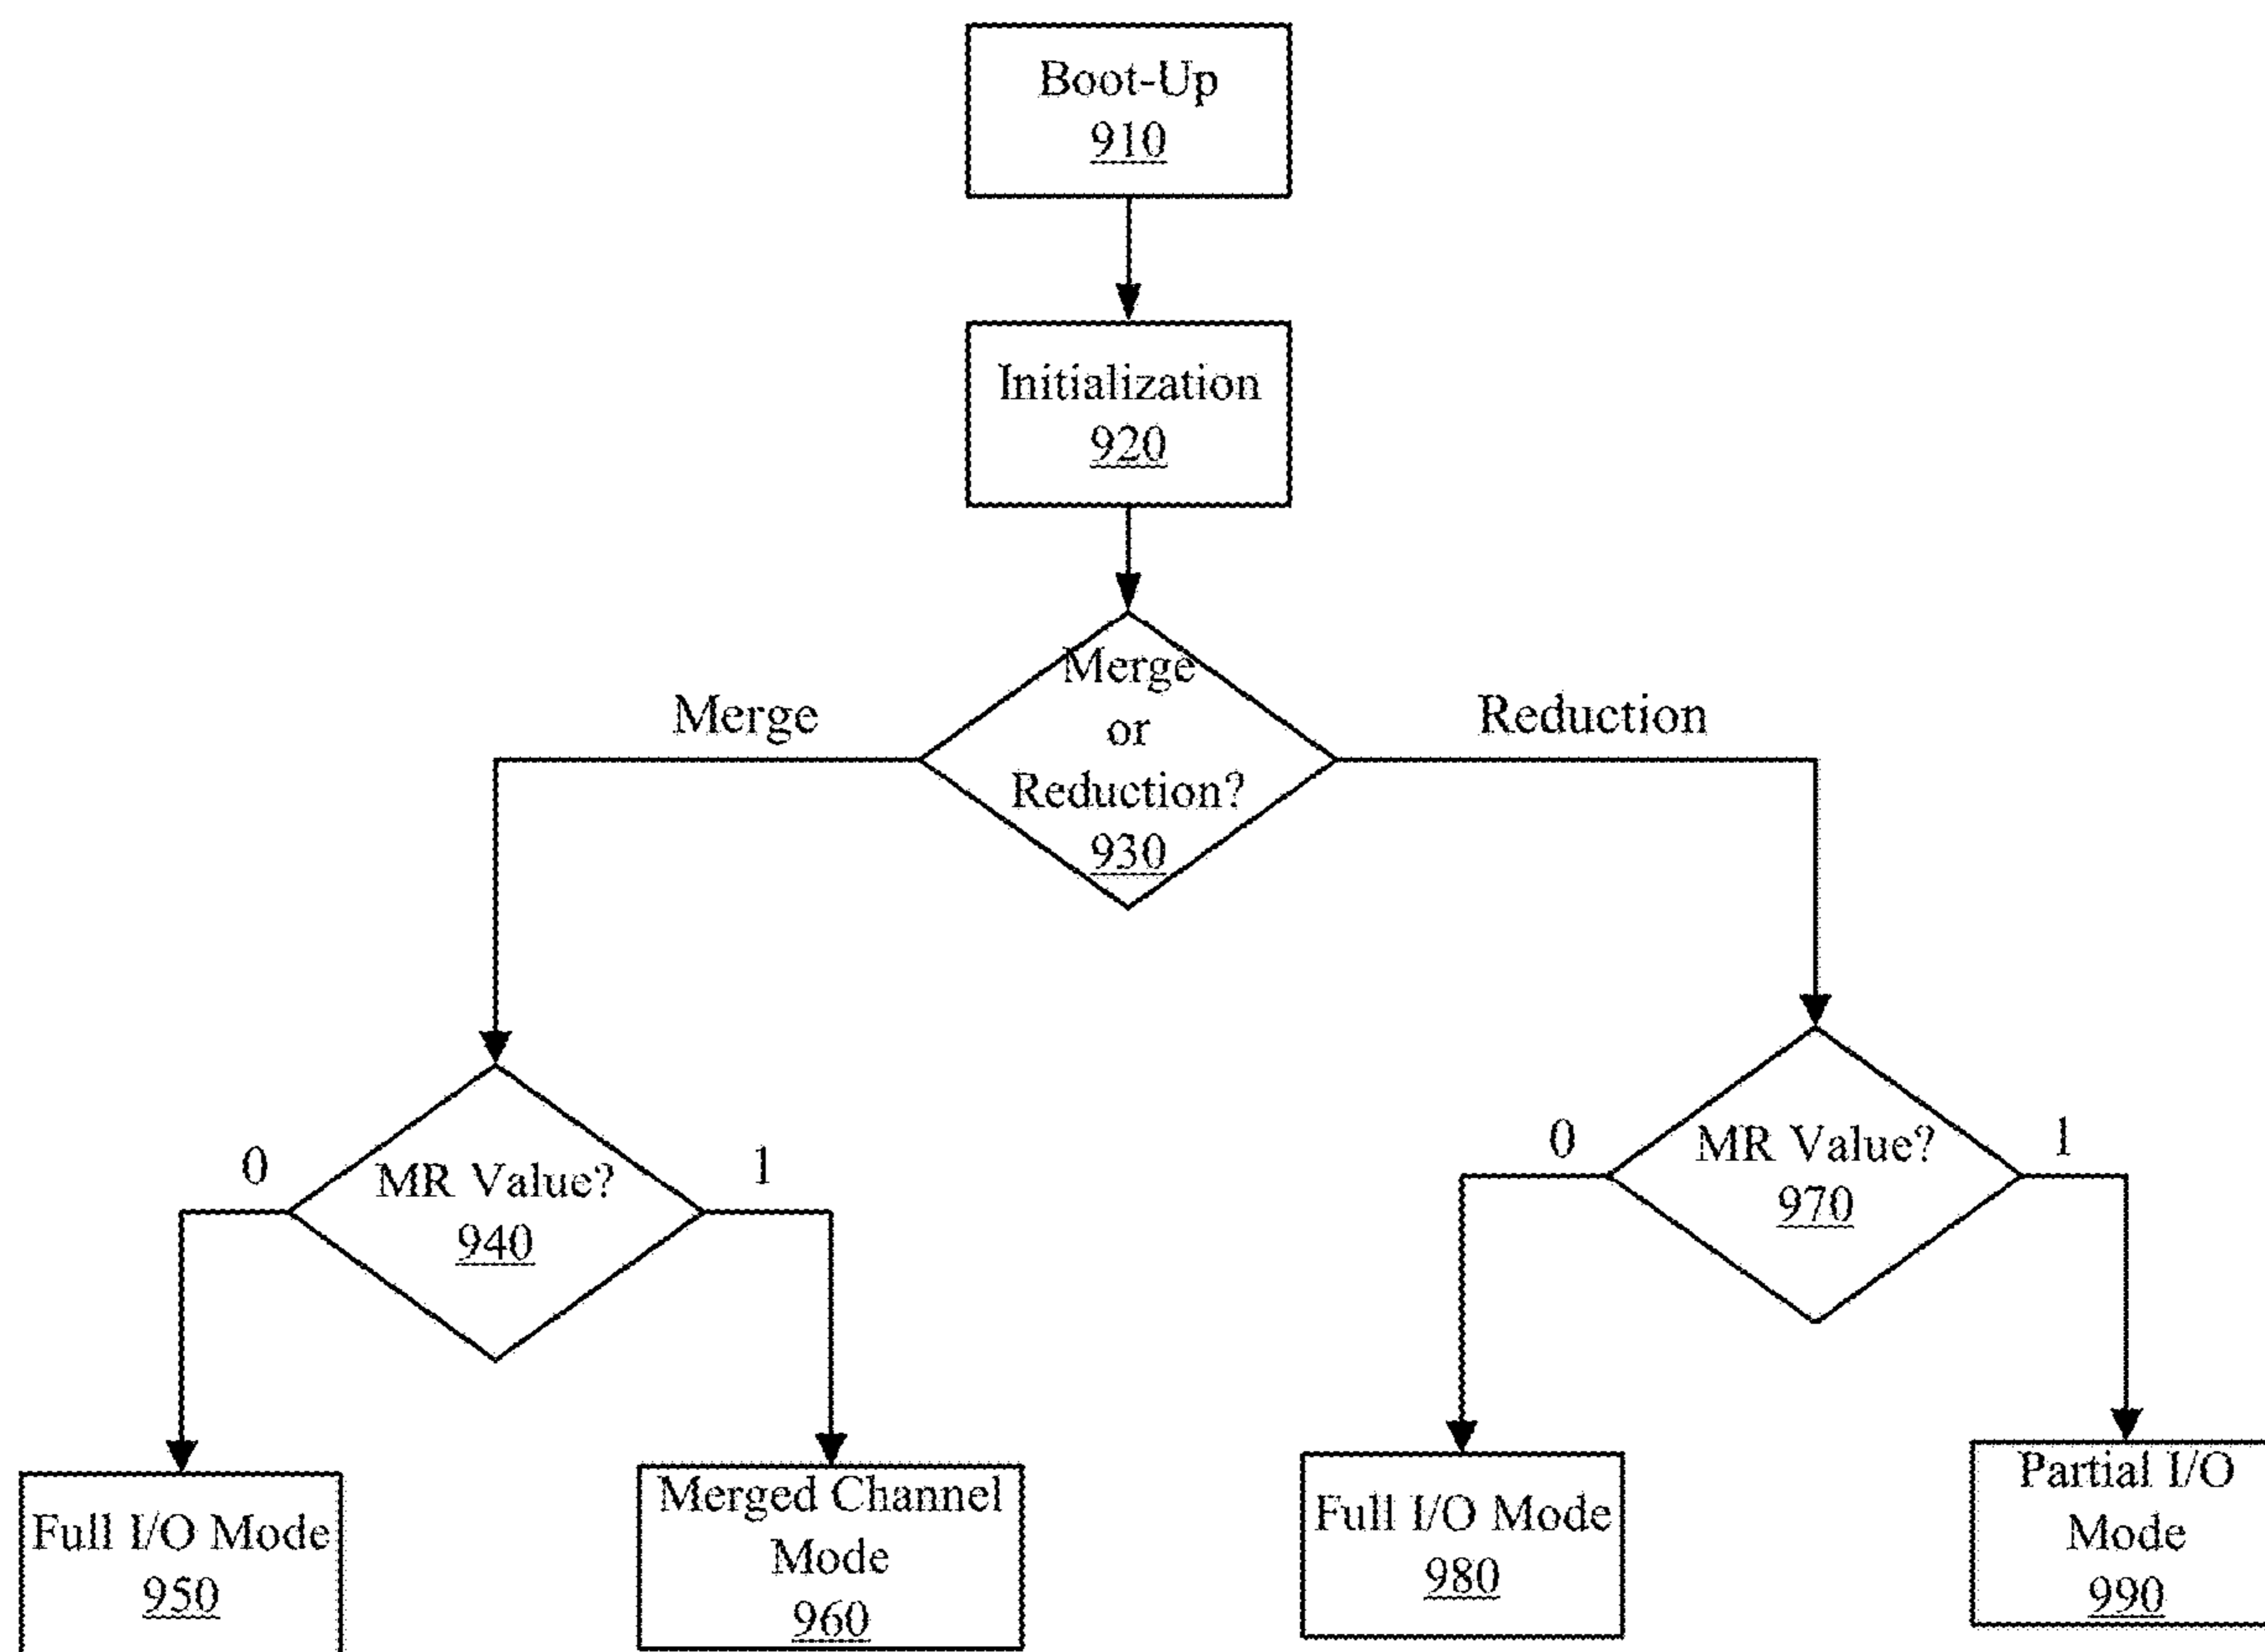 Boot-Up
910
Initialization
920
Merge
or
Reduction?
930
Merge
Reduction
MR Value?
940
0
1
MR Value?
970
0
1
Full I/O Mode
950
Merged Channel
Mode
960
Full I/O Mode
980
Partial I/O
Mode
990